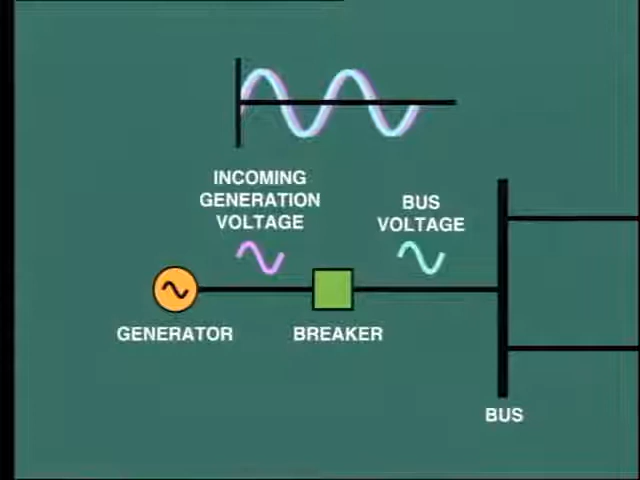 INCOMING
GENERATION
VOLTAGE
BUS
VOLTAGE
GENERATOR
BREAKER
BUS